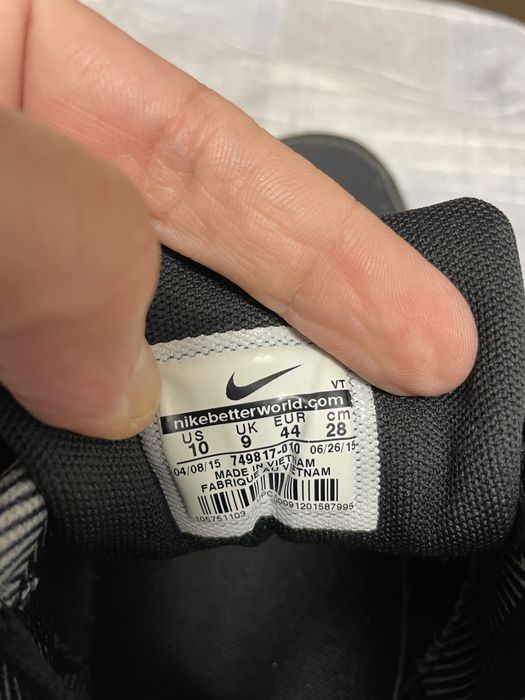 VT
nikebetterworld.com
US UK EUR cm
10 9 44 28
04/08/15 749817-010 06/26/15
MADE IN VIETNAM
FABRIQUE AU VIETNAM
105751103